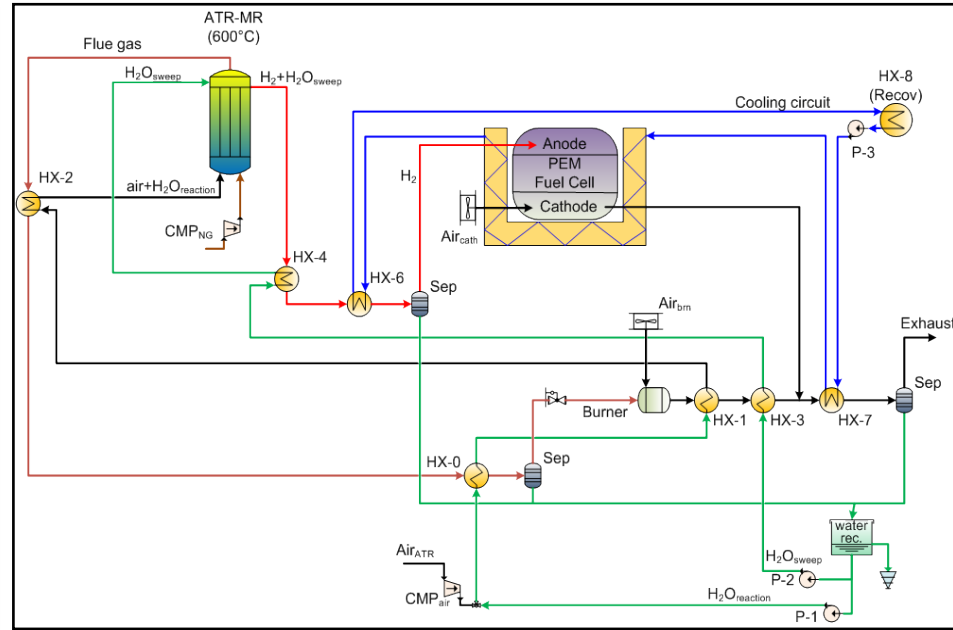 ATR-MR
(600°C)
Flue gas
H₂Osweep
H₂+H₂Osweep
HX-8
(Recov)
Cooling circuit
P-3
Anode
PEM
Fuel Cell
Cathode
H₂
HX-2
air+H₂Oreaction
CMPNG
Aircath
HX-4
HX-6
Sep
Airbrn
Exhaust
Burner
HX-1
HX-3
HX-7
Sep
HX-0
Sep
water
rec.
AirATR
H₂Osweep
P-2
CMPair
H₂Oreaction
P-1